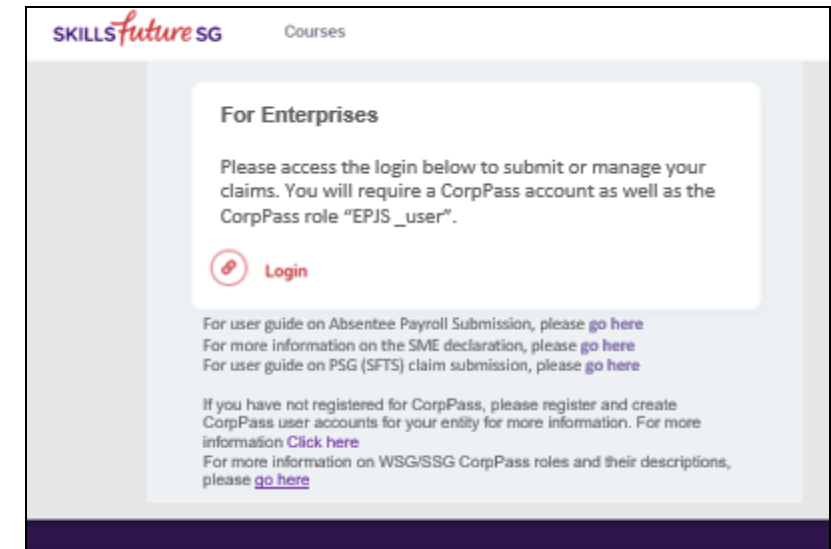 SKILLSfuture SG
Courses
For Enterprises
Please access the login below to submit or manage your
claims. You will require a CorpPass account as well as the
CorpPass role “EPJS _user”.
Login
For user guide on Absentee Payroll Submission, please go here
For more information on the SME declaration, please go here
For user guide on PSG (SFTS) claim submission, please go here
If you have not registered for CorpPass, please register and create
CorpPass user accounts for your entity for more information. For more
information Click here
For more information on WSG/SSG CorpPass roles and their descriptions,
please go here